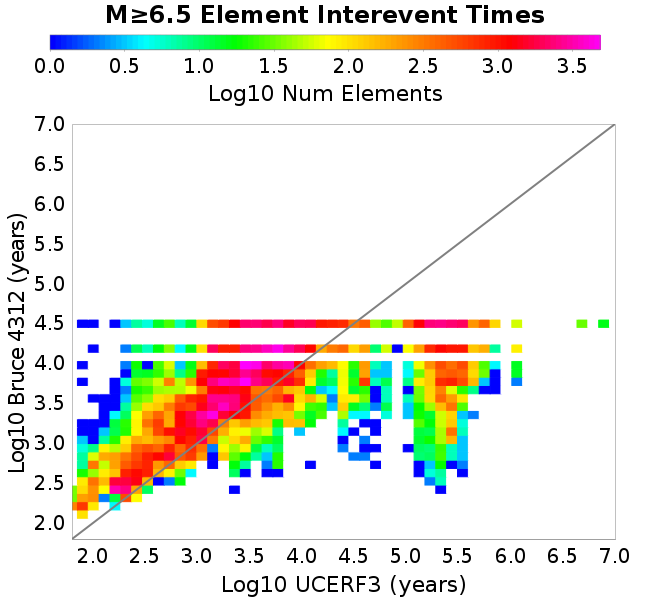 M≥6.5 Element Interevent Times
0.0 0.5 1.0 1.5 2.0 2.5 3.0 3.5
Log10 Num Elements
7.0
6.5
6.0
5.5
5.0
4.5
4.0
3.5
3.0
2.5
2.0
Log10 Bruce 4312 (years)
2.0 2.5 3.0 3.5 4.0 4.5 5.0 5.5 6.0 6.5 7.0
Log10 UCERF3 (years)